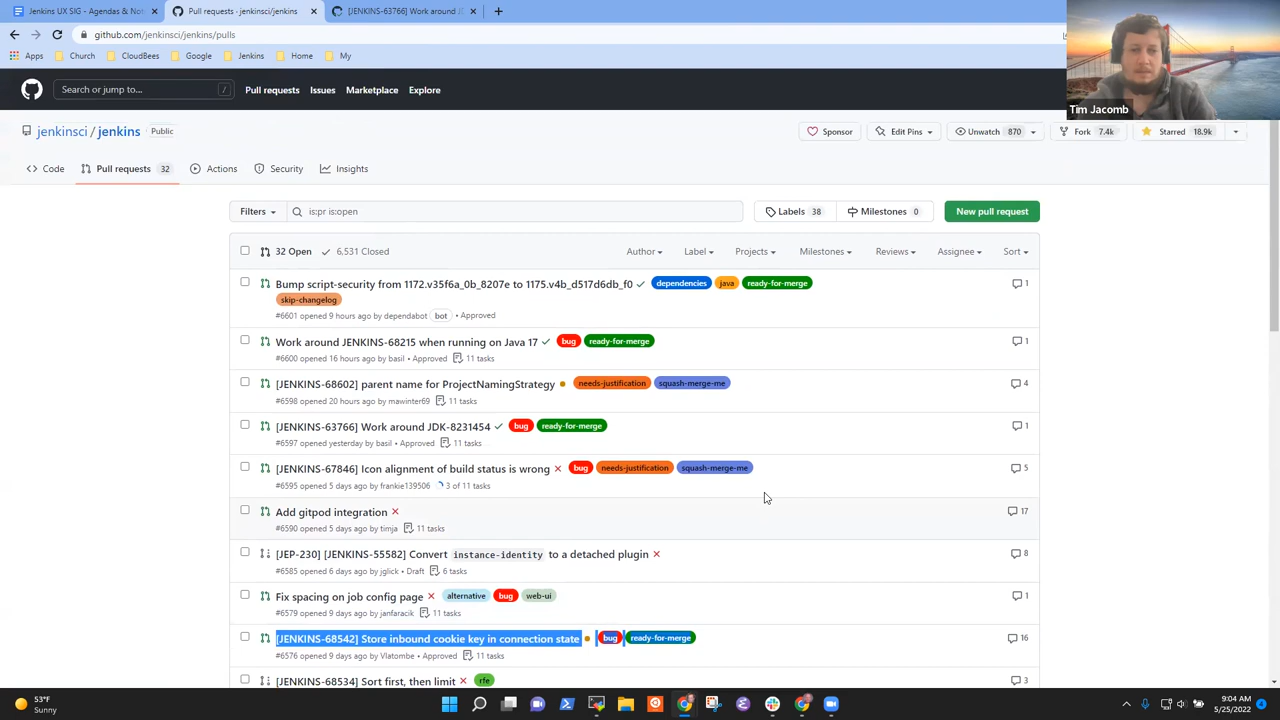 Jenkins UX SIG - Agendas & Notes
Pull requests · jenkinsci/jenkins
[JENKINS-63766] Work around J
github.com/jenkinsci/jenkins/pulls
Apps Church CloudBees Google Jenkins Home My
Search or jump to... /
Pull requests Issues Marketplace Explore
Tim Jacomb
jenkinsci / jenkins Public
Sponsor Edit Pins Unwatch 870 Fork 7.4k Starred 18.9k
Code Pull requests 32 Actions Security Insights
Filters is:pr is:open Labels 38 Milestones 0 New pull request
32 Open 6,531 Closed Author Label Projects Milestones Reviews Assignee Sort
Bump script-security from 1172.v35f6a_0b_8207e to 1175.v4b_d517d6db_f0 dependencies java ready-for-merge 1
skip-changelog
#6601 opened 9 hours ago by dependabot bot • Approved
Work around JENKINS-68215 when running on Java 17 bug ready-for-merge 1
#6600 opened 16 hours ago by basil • Approved 11 tasks
[JENKINS-68602] parent name for ProjectNamingStrategy needs-justification squash-merge-me 4
#6598 opened 20 hours ago by mawinter69 11 tasks
[JENKINS-63766] Work around JDK-8231454 bug ready-for-merge 1
#6597 opened yesterday by basil • Approved 11 tasks
[JENKINS-67846] Icon alignment of build status is wrong bug needs-justification squash-merge-me 5
#6595 opened 5 days ago by frankie139506 3 of 11 tasks
Add gitpod integration 17
#6590 opened 5 days ago by timja 11 tasks
[JEP-230] [JENKINS-55582] Convert instance-identity to a detached plugin 8
#6585 opened 6 days ago by jglick • Draft 6 tasks
Fix spacing on job config page alternative bug web-ui 1
#6579 opened 9 days ago by janfaracik 11 tasks
[JENKINS-68542] Store inbound cookie key in connection state bug ready-for-merge 16
#6576 opened 9 days ago by Vlatombe • Approved 11 tasks
[JENKINS-68534] Sort first, then limit rfe 3
53°F
Sunny
9:04 AM
5/25/2022